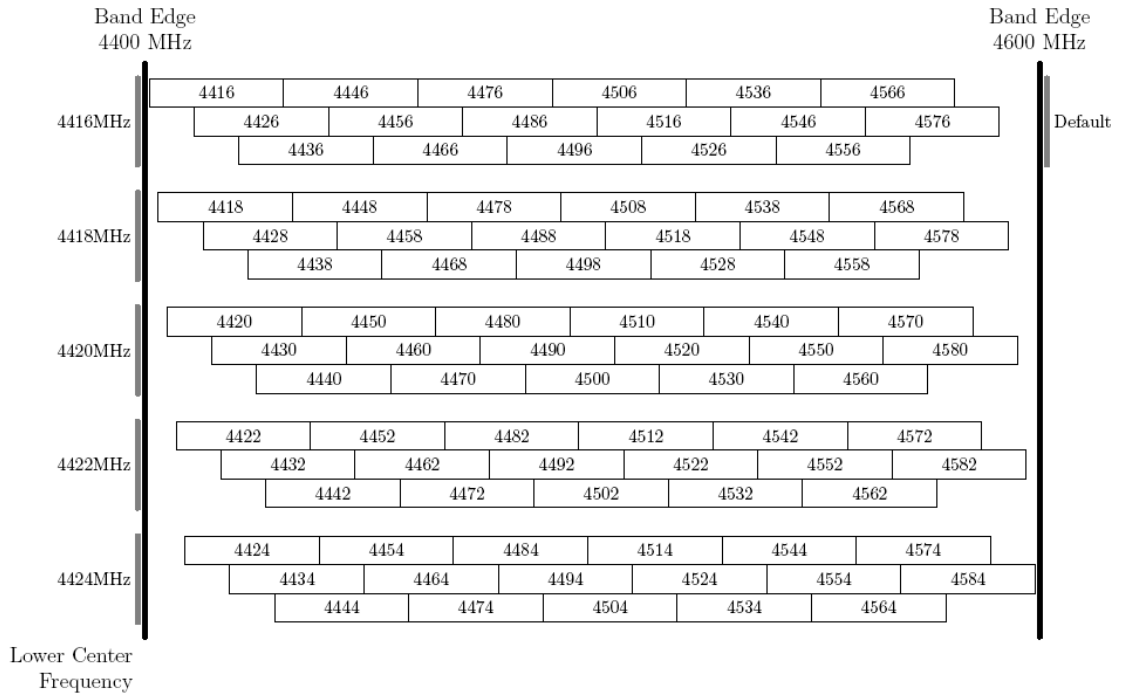 Band Edge
4400 MHz
Band Edge
4600 MHz
4416 4446 4476 4506 4536 4566
4416MHz 4426 4456 4486 4516 4546 4576 Default
4436 4466 4496 4526 4556
4418 4448 4478 4508 4538 4568
4418MHz 4428 4458 4488 4518 4548 4578
4438 4468 4498 4528 4558
4420 4450 4480 4510 4540 4570
4420MHz 4430 4460 4490 4520 4550 4580
4440 4470 4500 4530 4560
4422 4452 4482 4512 4542 4572
4422MHz 4432 4462 4492 4522 4552 4582
4442 4472 4502 4532 4562
4424 4454 4484 4514 4544 4574
4424MHz 4434 4464 4494 4524 4554 4584
4444 4474 4504 4534 4564
Lower Center
Frequency